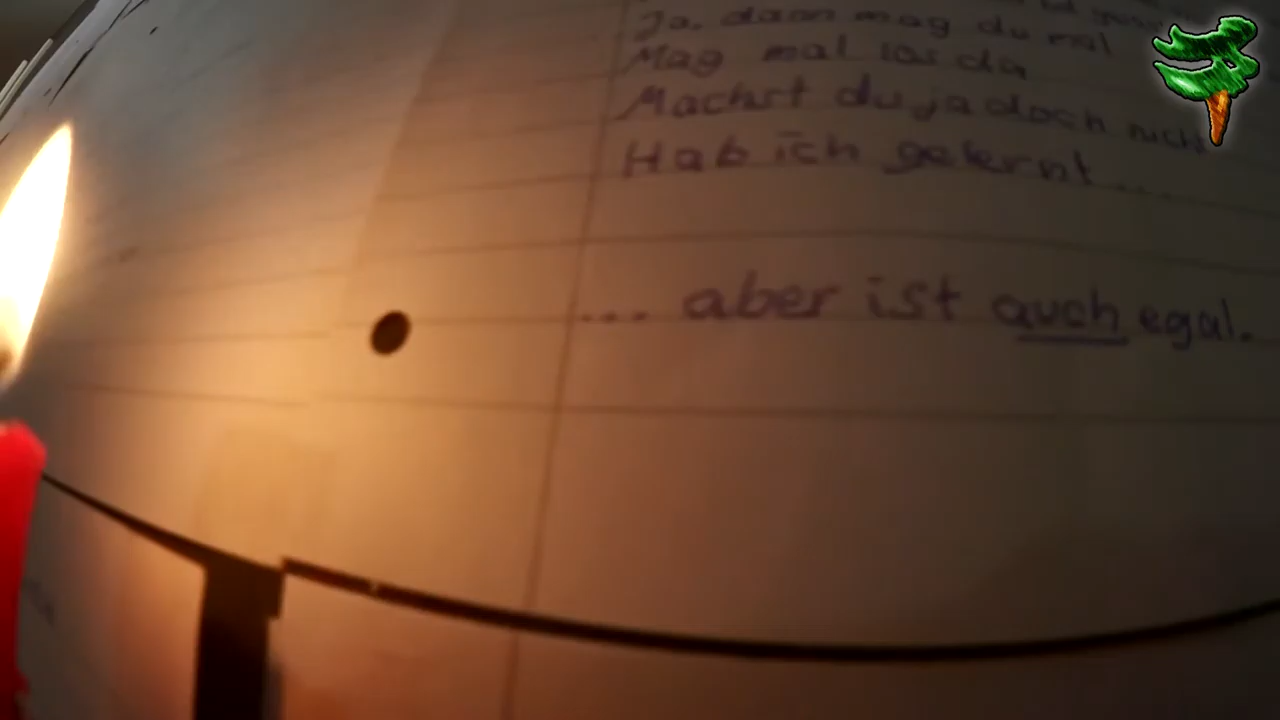 Ja. dann mag du mal
Mag mal los da
Machst du ja doch nicht
Hab ich gelernt ...
... aber ist auch egal.